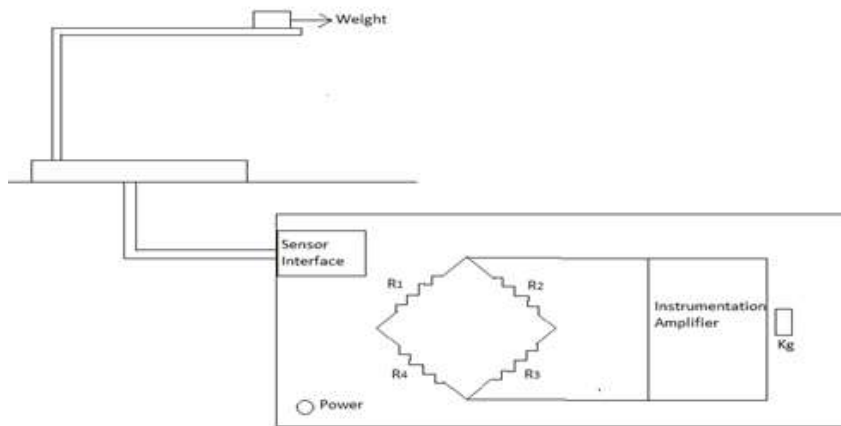 Weight
Sensor
Interface
R1
R2
Instrumentation
Amplifier
Kg
R4
R3
Power